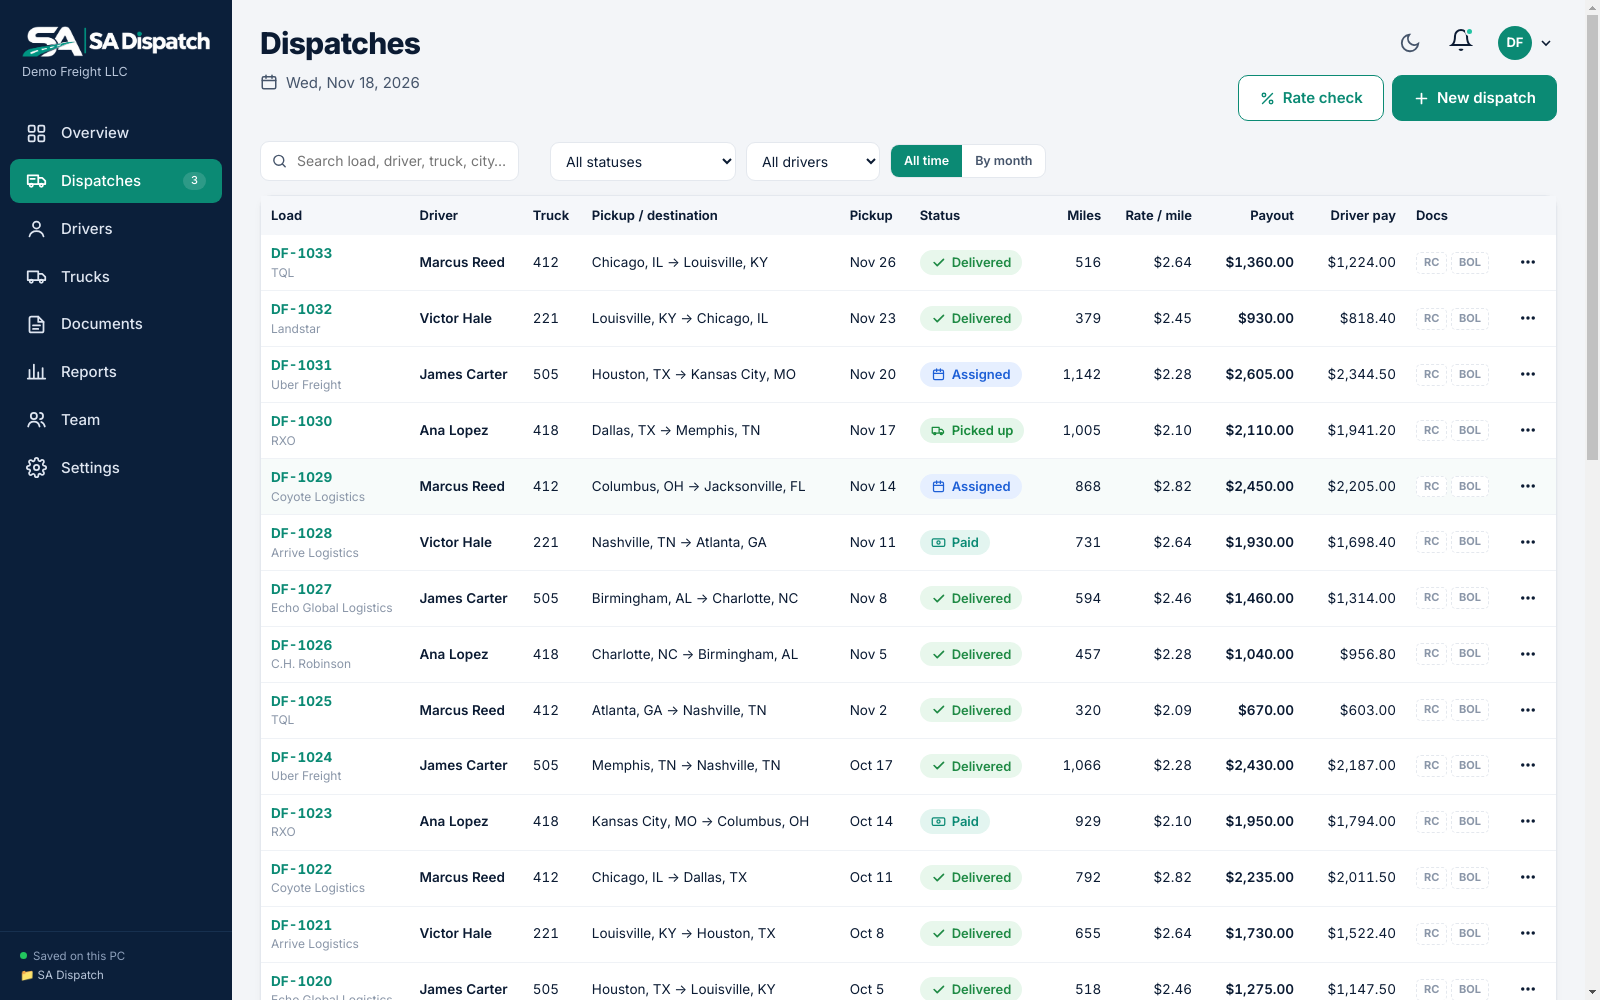 SA | SA Dispatch
Demo Freight LLC
Overview
Dispatches 3
Drivers
Trucks
Documents
Reports
Team
Settings
Saved on this PC
SA Dispatch
Dispatches
Wed, Nov 18, 2026
DF
Rate check
New dispatch
Search load, driver, truck, city...
All statuses
All drivers
All time
By month
Load Driver Truck Pickup / destination Pickup Status Miles Rate / mile Payout Driver pay Docs
DF-1033 Marcus Reed 412 Chicago, IL → Louisville, KY Nov 26 Delivered 516 $2.64 $1,360.00 $1,224.00 RC BOL
TQL
DF-1032 Victor Hale 221 Louisville, KY → Chicago, IL Nov 23 Delivered 379 $2.45 $930.00 $818.40 RC BOL
Landstar
DF-1031 James Carter 505 Houston, TX → Kansas City, MO Nov 20 Assigned 1,142 $2.28 $2,605.00 $2,344.50 RC BOL
Uber Freight
DF-1030 Ana Lopez 418 Dallas, TX → Memphis, TN Nov 17 Picked up 1,005 $2.10 $2,110.00 $1,941.20 RC BOL
RXO
DF-1029 Marcus Reed 412 Columbus, OH → Jacksonville, FL Nov 14 Assigned 868 $2.82 $2,450.00 $2,205.00 RC BOL
Coyote Logistics
DF-1028 Victor Hale 221 Nashville, TN → Atlanta, GA Nov 11 Paid 731 $2.64 $1,930.00 $1,698.40 RC BOL
Arrive Logistics
DF-1027 James Carter 505 Birmingham, AL → Charlotte, NC Nov 8 Delivered 594 $2.46 $1,460.00 $1,314.00 RC BOL
Echo Global Logistics
DF-1026 Ana Lopez 418 Charlotte, NC → Birmingham, AL Nov 5 Delivered 457 $2.28 $1,040.00 $956.80 RC BOL
C.H. Robinson
DF-1025 Marcus Reed 412 Atlanta, GA → Nashville, TN Nov 2 Delivered 320 $2.09 $670.00 $603.00 RC BOL
TQL
DF-1024 James Carter 505 Memphis, TN → Nashville, TN Oct 17 Delivered 1,066 $2.28 $2,430.00 $2,187.00 RC BOL
Uber Freight
DF-1023 Ana Lopez 418 Kansas City, MO → Columbus, OH Oct 14 Paid 929 $2.10 $1,950.00 $1,794.00 RC BOL
RXO
DF-1022 Marcus Reed 412 Chicago, IL → Dallas, TX Oct 11 Delivered 792 $2.82 $2,235.00 $2,011.50 RC BOL
Coyote Logistics
DF-1021 Victor Hale 221 Louisville, KY → Houston, TX Oct 8 Delivered 655 $2.64 $1,730.00 $1,522.40 RC BOL
Arrive Logistics
DF-1020 James Carter 505 Houston, TX → Louisville, KY Oct 5 Delivered 518 $2.46 $1,275.00 $1,147.50 RC BOL
Echo Global Logistics